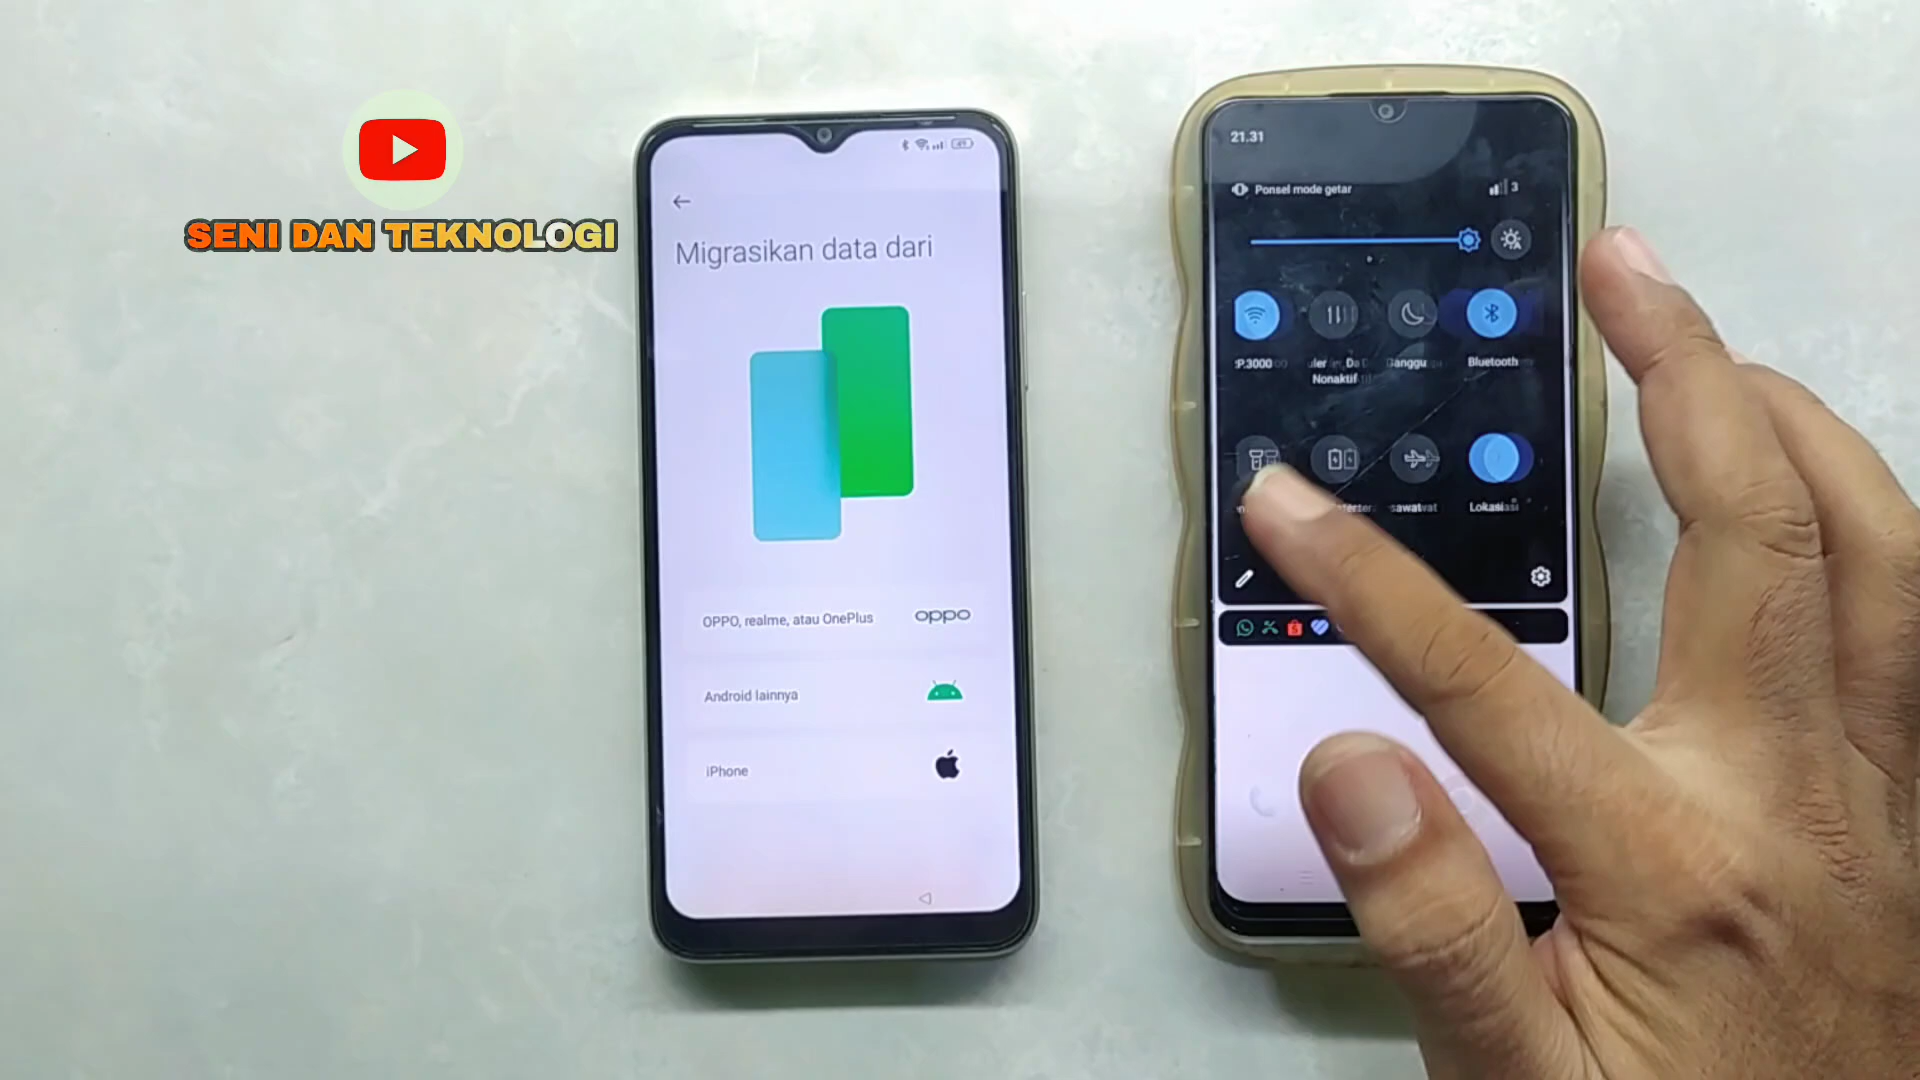 SENI DAN TEKNOLOGI
Migrasikan data dari
OPPO, realme, atau OnePlus
oppo
Android lainnya
iPhone
21.31
Ponsel mode getar
3
Bluetooth
Nonaktif